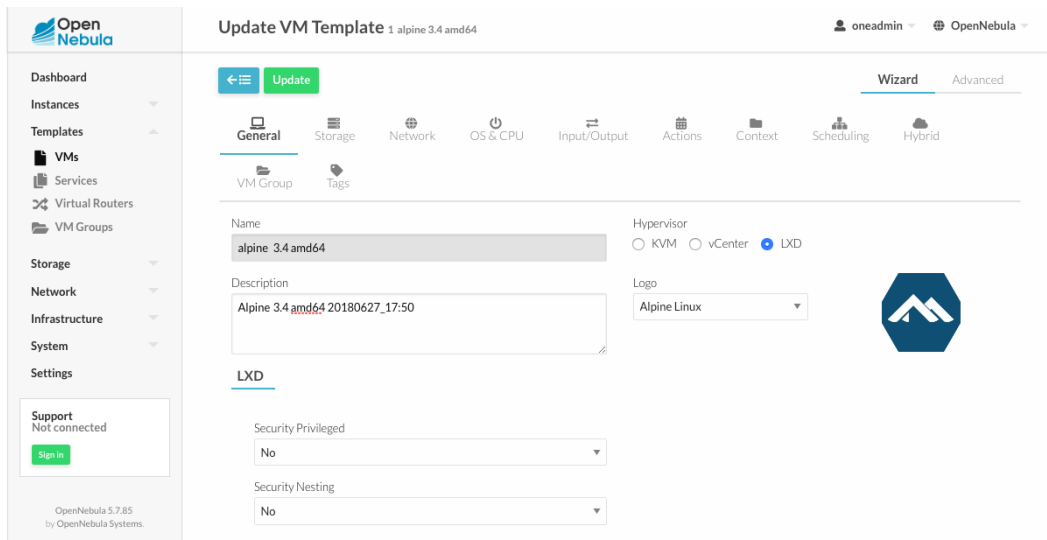 Open
Nebula
Update VM Template 1 alpine 3.4 amd64
oneadmin
OpenNebula
Dashboard
Instances
Templates
VMs
Services
Virtual Routers
VM Groups
Storage
Network
Infrastructure
System
Settings
Support
Not connected
Sign in
OpenNebula 5.7.85
by OpenNebula Systems.
Update
Wizard
Advanced
General
Storage
Network
OS & CPU
Input/Output
Actions
Context
Scheduling
Hybrid
VM Group
Tags
Name
alpine 3.4 amd64
Hypervisor
KVM
vCenter
LXD
Description
Alpine 3.4 amd64 20180627_17:50
Logo
Alpine Linux
LXD
Security Privileged
No
Security Nesting
No